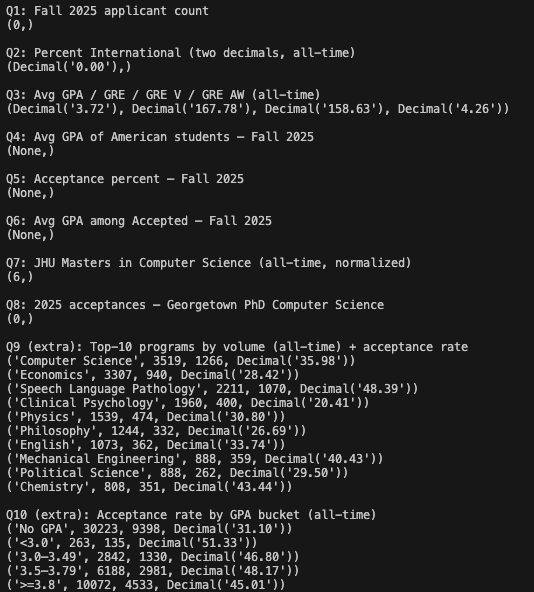 Q1: Fall 2025 applicant count
(0,)
Q2: Percent International (two decimals, all-time)
(Decimal('0.00'),)
Q3: Avg GPA / GRE / GRE V / GRE AW (all-time)
(Decimal('3.72'), Decimal('167.78'), Decimal('158.63'), Decimal('4.26'))
Q4: Avg GPA of American students — Fall 2025
(None,)
Q5: Acceptance percent — Fall 2025
(None,)
Q6: Avg GPA among Accepted — Fall 2025
(None,)
Q7: JHU Masters in Computer Science (all-time, normalized)
(6,)
Q8: 2025 acceptances — Georgetown PhD Computer Science
(0,)
Q9 (extra): Top-10 programs by volume (all-time) + acceptance rate
('Computer Science', 3519, 1266, Decimal('35.98'))
('Economics', 3307, 940, Decimal('28.42'))
('Speech Language Pathology', 2211, 1070, Decimal('48.39'))
('Clinical Psychology', 1960, 400, Decimal('20.41'))
('Physics', 1539, 474, Decimal('30.80'))
('Philosophy', 1244, 332, Decimal('26.69'))
('English', 1073, 362, Decimal('33.74'))
('Mechanical Engineering', 888, 359, Decimal('40.43'))
('Political Science', 888, 262, Decimal('29.50'))
('Chemistry', 808, 351, Decimal('43.44'))
Q10 (extra): Acceptance rate by GPA bucket (all-time)
('No GPA', 30223, 9398, Decimal('31.10'))
('<3.0', 263, 135, Decimal('51.33'))
('3.0–3.49', 2842, 1330, Decimal('46.80'))
('3.5–3.79', 6188, 2981, Decimal('48.17'))
('>=3.8', 10072, 4533, Decimal('45.01'))